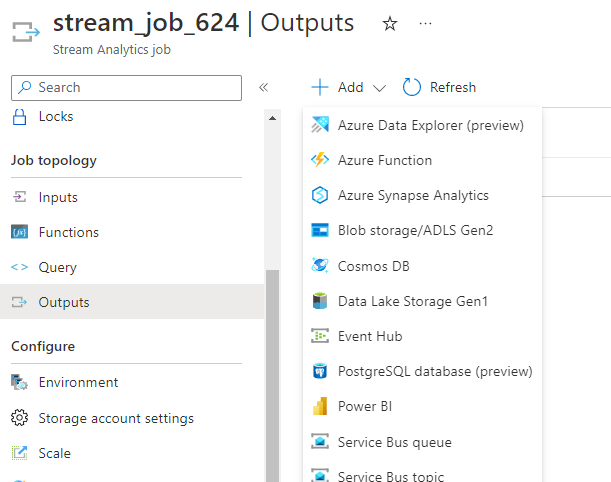 stream_job_624 | Outputs
Stream Analytics job
Search
Locks
Job topology
Inputs
Functions
Query
Outputs
Configure
Environment
Storage account settings
Scale
Add
Refresh
Azure Data Explorer (preview)
Azure Function
Azure Synapse Analytics
Blob storage/ADLS Gen2
Cosmos DB
Data Lake Storage Gen1
Event Hub
PostgreSQL database (preview)
Power BI
Service Bus queue
Service Bus topic